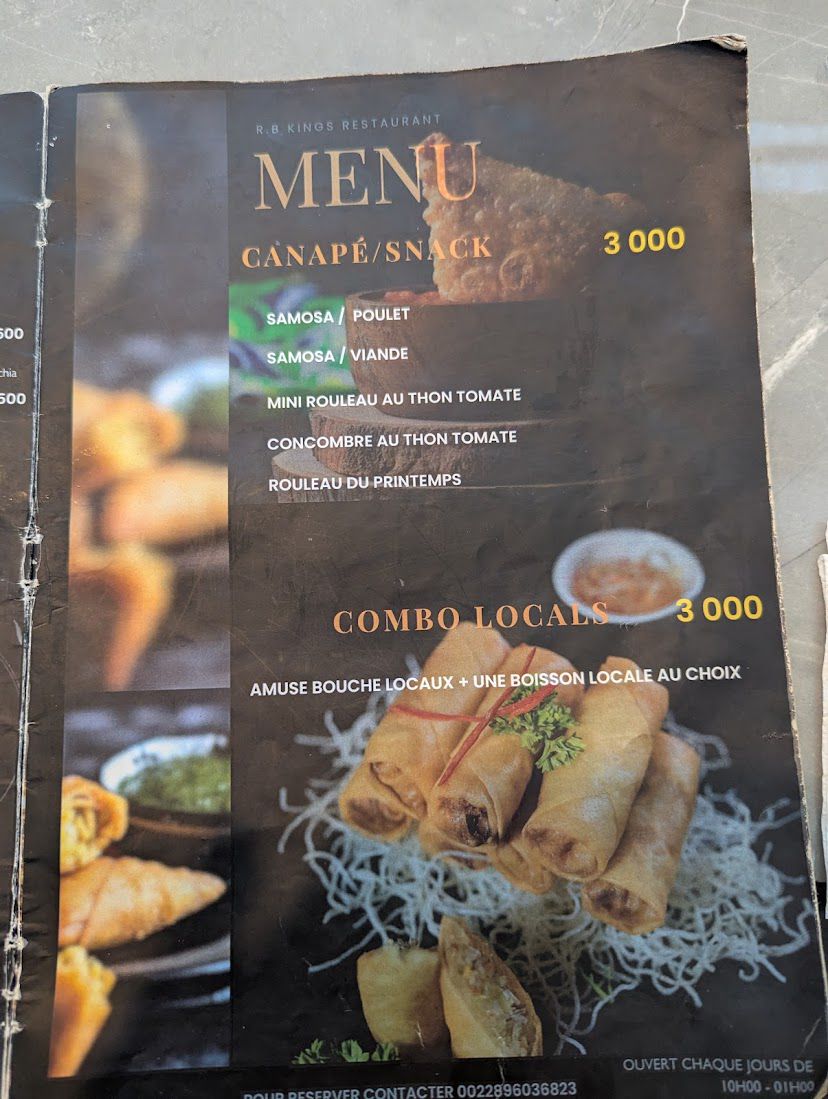 R.B KINGS RESTAURANT
MENU
CANAPÉ/SNACK 3 000
SAMOSA / POULET
SAMOSA / VIANDE
MINI ROULEAU AU THON TOMATE
CONCOMBRE AU THON TOMATE
ROULEAU DU PRINTEMPS
COMBO LOCALS 3 000
AMUSE BOUCHE LOCAUX + UNE BOISSON LOCALE AU CHOIX
OUVERT CHAQUE JOURS DE
10H00 - 01H00
POUR RESERVER CONTACTER 0022896036823
500
chia
500